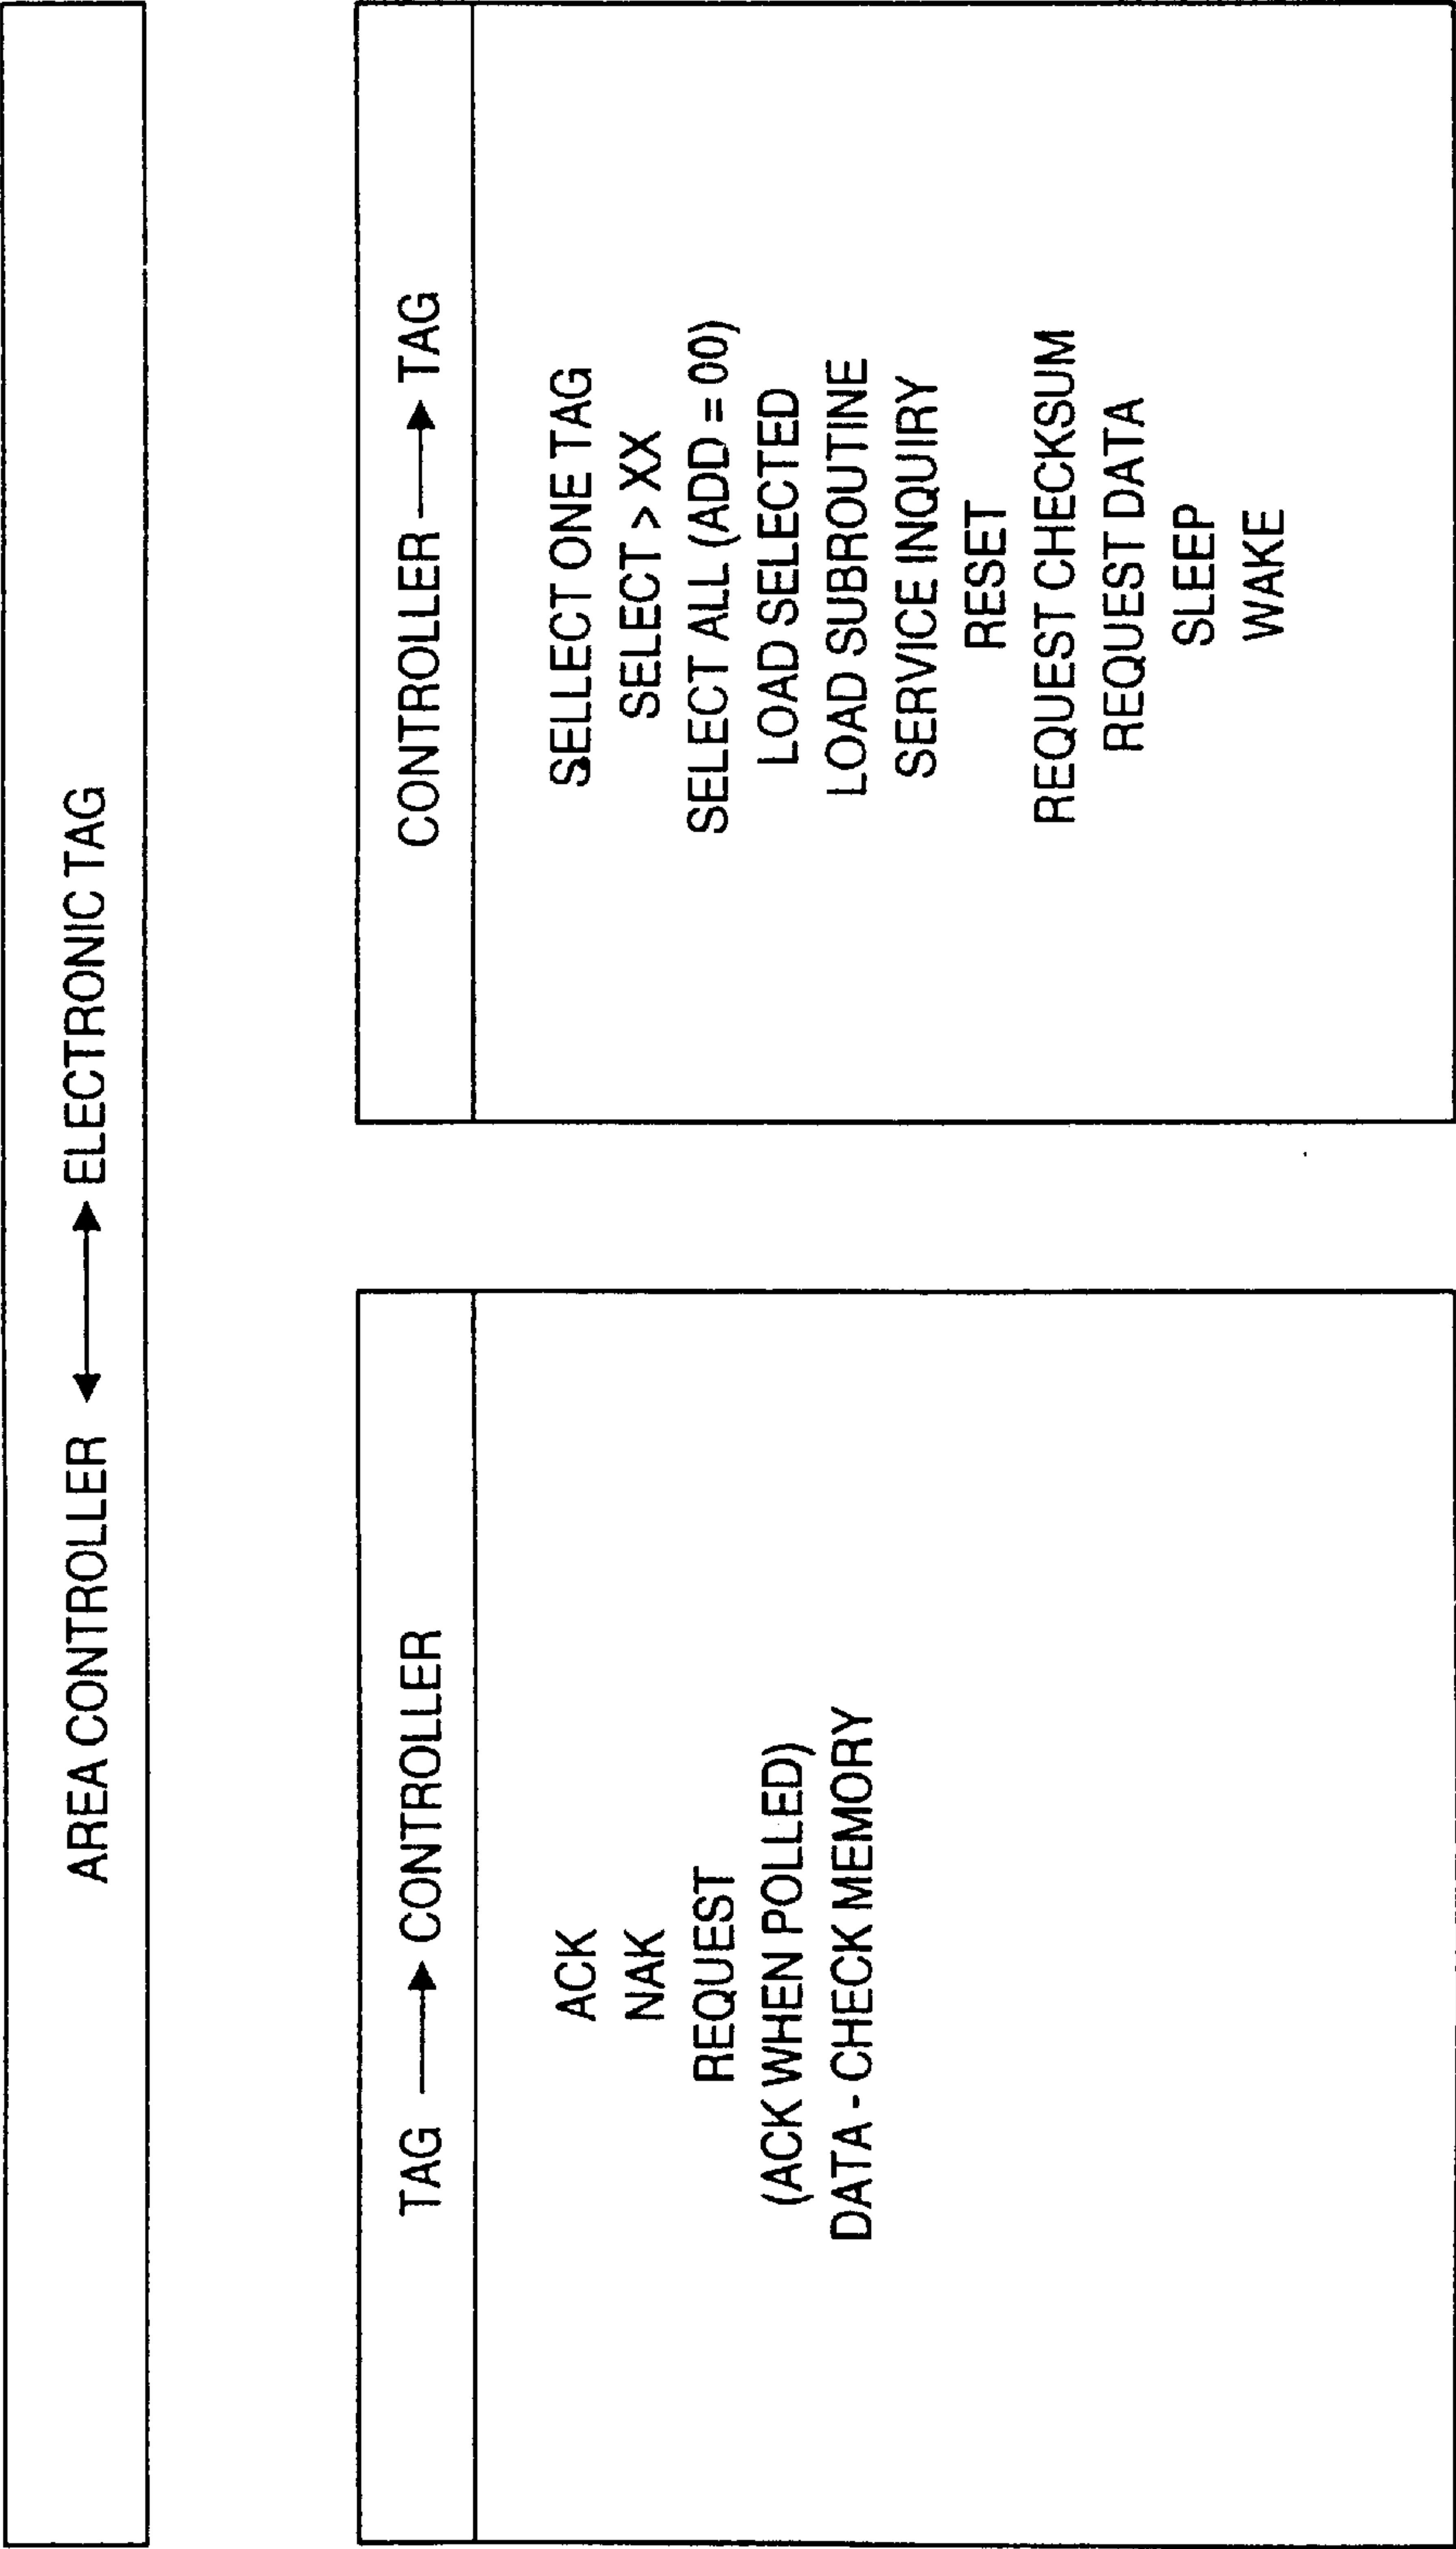 AREA CONTROLLER ⟷ ELECTRONIC TAG
TAG ⟶ CONTROLLER
ACK
NAK
REQUEST
(ACK WHEN POLLED)
DATA - CHECK MEMORY
CONTROLLER ⟶ TAG
SELLECT ONE TAG
SELECT > XX
SELECT ALL (ADD = 00)
LOAD SELECTED
LOAD SUBROUTINE
SERVICE INQUIRY
RESET
REQUEST CHECKSUM
REQUEST DATA
SLEEP
WAKE